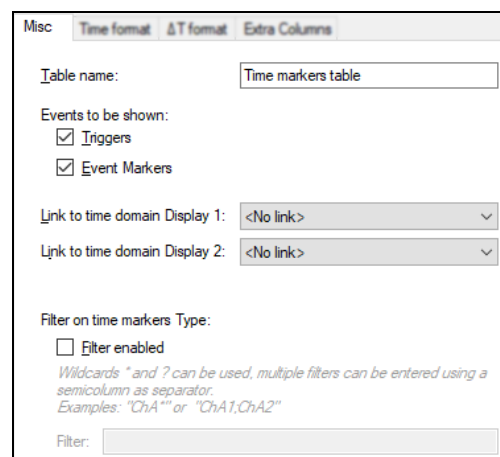 Misc Time format ΔT format Extra Columns
Table name: Time markers table
Events to be shown:
Triggers
Event Markers
Link to time domain Display 1: <No link>
Link to time domain Display 2: <No link>
Filter on time markers Type:
Filter enabled
Wildcards * and ? can be used, multiple filters can be entered using a
semicolumn as separator.
Examples: "ChA*" or "ChA1;ChA2"
Filter: